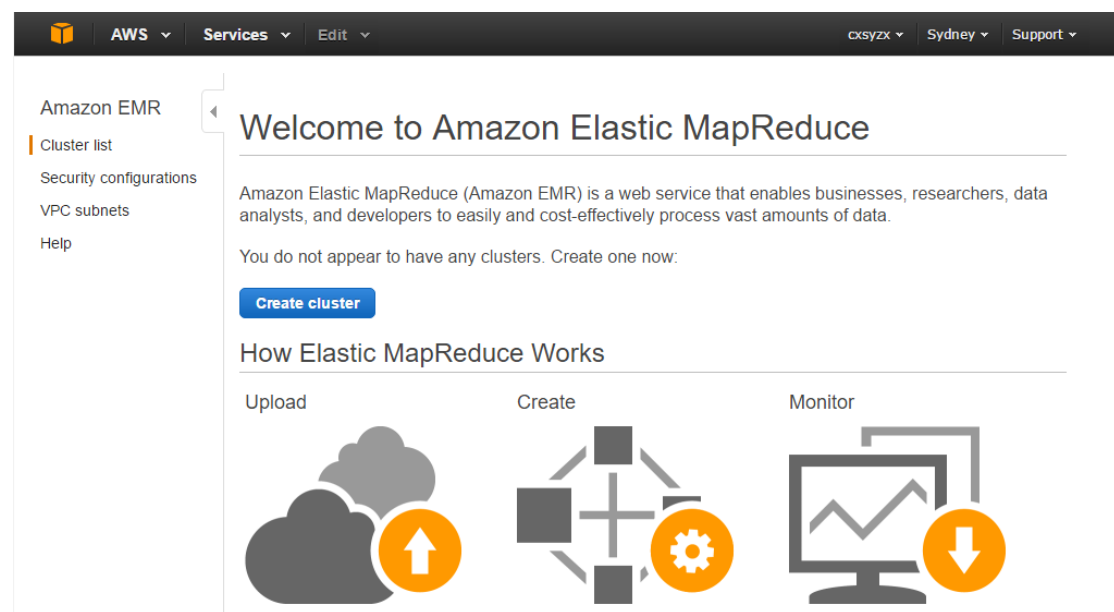 AWS Services Edit cxsyzx Sydney Support
Amazon EMR
Cluster list
Security configurations
VPC subnets
Help
Welcome to Amazon Elastic MapReduce
Amazon Elastic MapReduce (Amazon EMR) is a web service that enables businesses, researchers, data
analysts, and developers to easily and cost-effectively process vast amounts of data.
You do not appear to have any clusters. Create one now:
Create cluster
How Elastic MapReduce Works
Upload Create Monitor